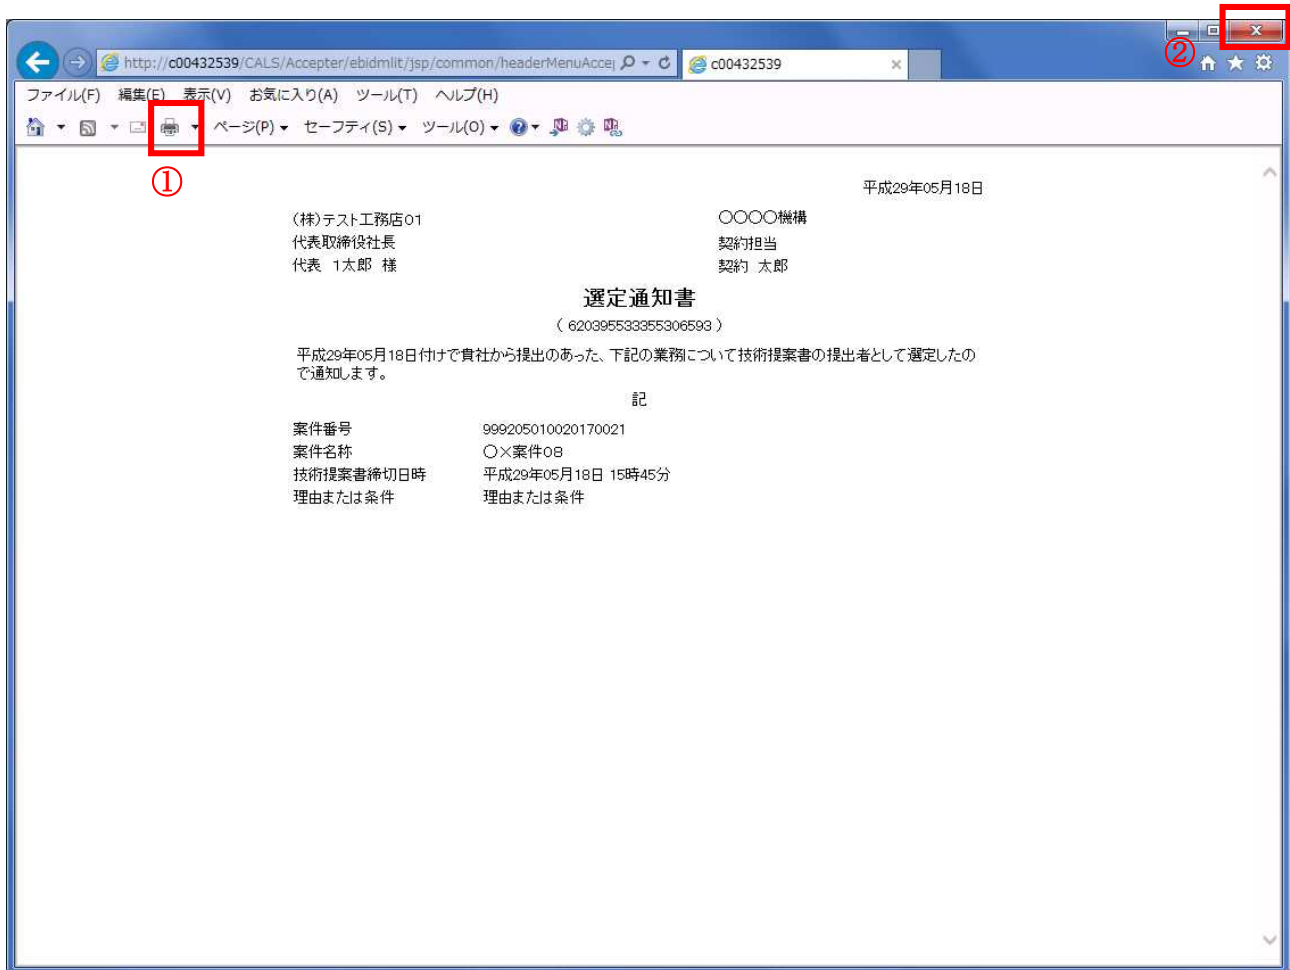 ②
http://c00432539/CALS/Accepter/ebidmlit/jsp/common/headerMenuAccej
c00432539
ファイル(F) 編集(E) 表示(V) お気に入り(A) ツール(T) ヘルプ(H)
ページ(P) セーフティ(S) ツール(O)
①
平成29年05月18日
(株)テスト工務店01 〇〇〇〇機構
代表取締役社長 契約担当
代表 1太郎 様 契約 太郎
選定通知書
( 620395533355306593 )
平成29年05月18日付けで貴社から提出のあった、下記の業務について技術提案書の提出者として選定したの
で通知します。
記
案件番号 999205010020170021
案件名称 〇×案件08
技術提案書締切日時 平成29年05月18日 15時45分
理由または条件 理由または条件